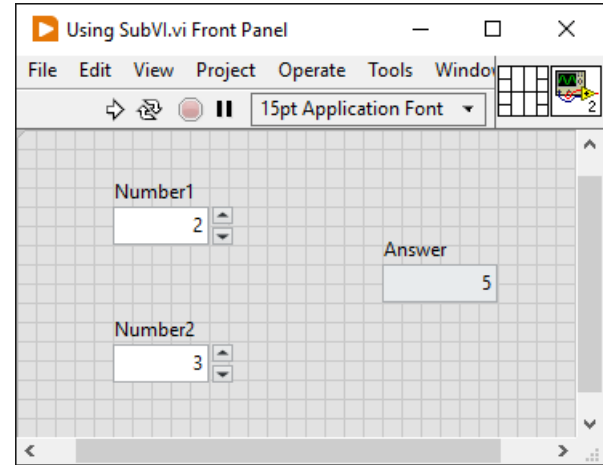 Using SubVI.vi Front Panel
File Edit View Project Operate Tools Windo
15pt Application Font
2
Number1
2
Answer
5
Number2
3